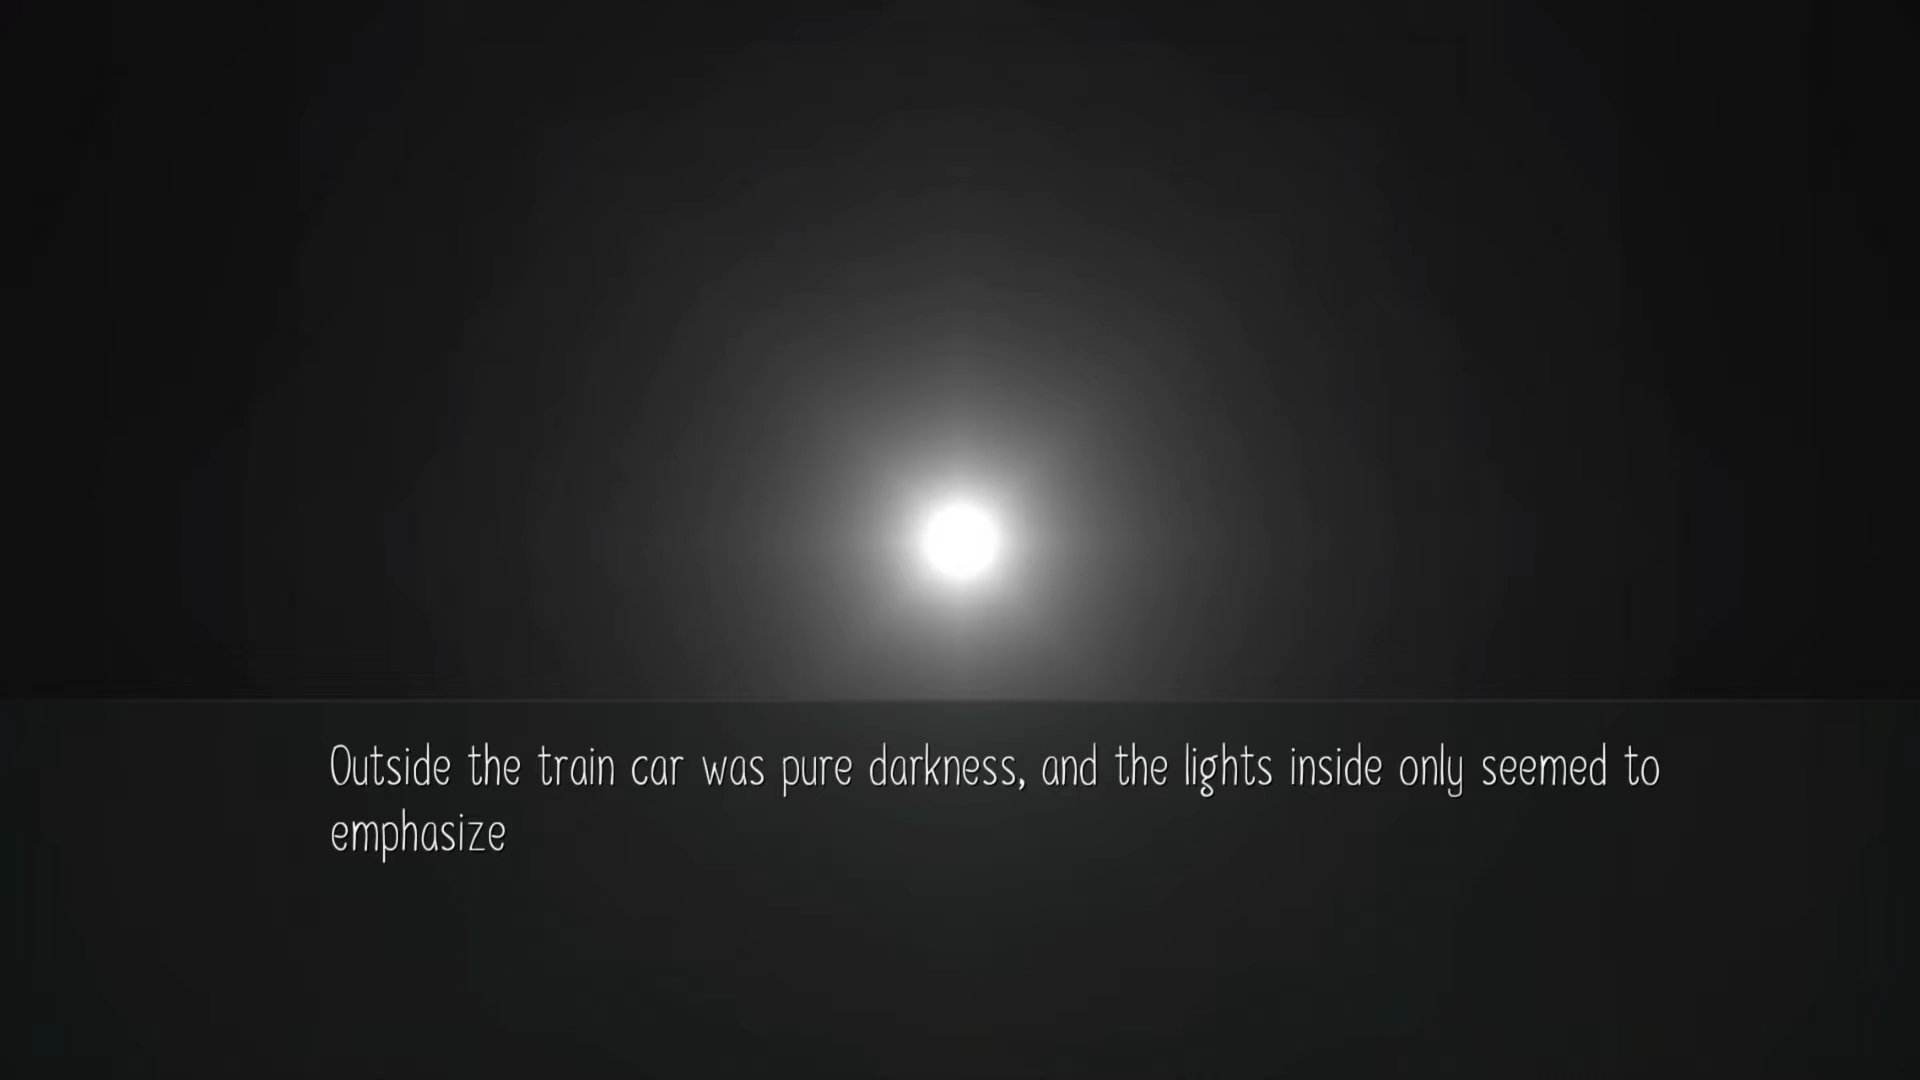 Outside the train car was pure darkness, and the lights inside only seemed to
emphasize